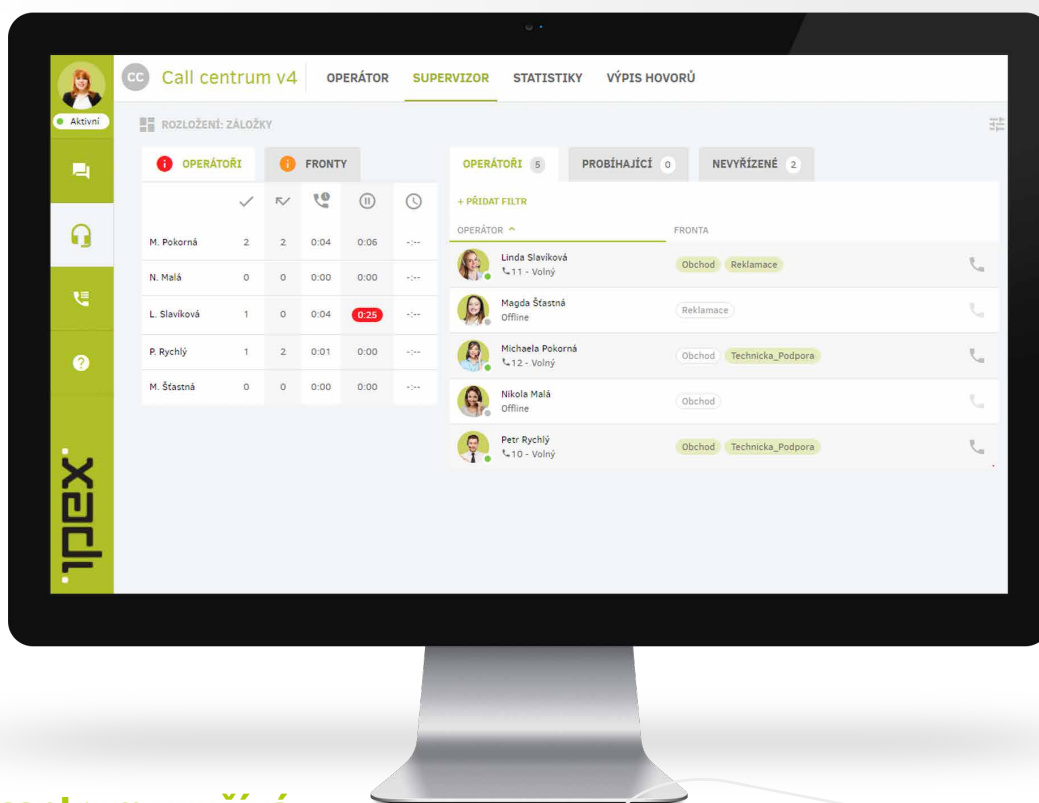 CC Call centrum v4 OPERÁTOR SUPERVIZOR STATISTIKY VÝPIS HOVORŮ
Aktivní
ROZLOŽENÍ: ZÁLOŽKY
OPERÁTOŘI FRONTY
M. Pokorná 2 2 0:04 0:06 -:--
N. Malá 0 0 0:00 0:00 -:--
L. Slavíková 1 0 0:04 0:25 -:--
P. Rychlý 1 2 0:01 0:00 -:--
M. Šťastná 0 0 0:00 0:00 -:--
OPERÁTOŘI 5 PROBÍHAJÍCÍ 0 NEVYŘÍZENÉ 2
+ PŘIDAT FILTR
OPERÁTOR FRONTA
Linda Slavíková
11 - Volný
Obchod Reklamace
Magda Šťastná
Offline
Reklamace
Michaela Pokorná
12 - Volný
Obchod Technicka_Podpora
Nikola Malá
Offline
Obchod
Petr Rychlý
10 - Volný
Obchod Technicka_Podpora
ipex